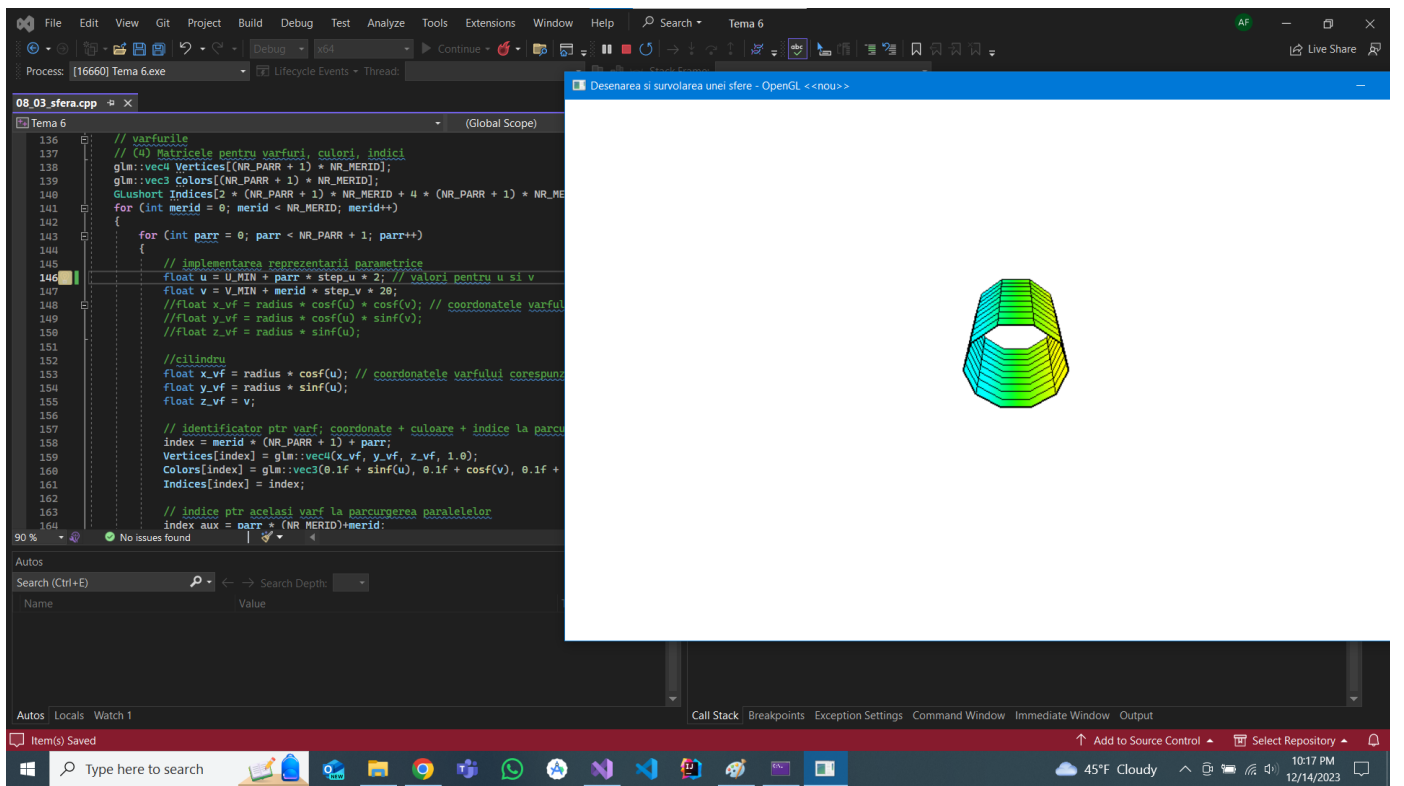 File Edit View Git Project Build Debug Test Analyze Tools Extensions Window Help Search Tema 6 AF
Debug x64 Continue Live Share
Process: [16660] Tema 6.exe Lifecycle Events Thread: Stack Frame:
Desenarea si survolarea unei sfere - OpenGL <<nou>>
08_03_sfera.cpp
Tema 6 (Global Scope)
136 // varfurile
137 // (4) Matricele pentru varfuri, culori, indici
138 glm::vec4 Vertices[(NR_PARR + 1) * NR_MERID];
139 glm::vec3 Colors[(NR_PARR + 1) * NR_MERID];
140 GLushort Indices[2 * (NR_PARR + 1) * NR_MERID + 4 * (NR_PARR + 1) * NR_ME
141 for (int merid = 0; merid < NR_MERID; merid++)
142 {
143 for (int parr = 0; parr < NR_PARR + 1; parr++)
144 {
145 // implementarea reprezentarii parametrice
146 float u = U_MIN + parr * step_u * 2; // valori pentru u si v
147 float v = V_MIN + merid * step_v * 20;
148 //float x_vf = radius * cosf(u) * cosf(v); // coordonatele varful
149 //float y_vf = radius * cosf(u) * sinf(v);
150 //float z_vf = radius * sinf(u);
151
152 //cilindru
153 float x_vf = radius * cosf(u); // coordonatele varfului corespunz
154 float y_vf = radius * sinf(u);
155 float z_vf = v;
156
157 // identificator ptr varf; coordonate + culoare + indice la parcu
158 index = merid * (NR_PARR + 1) + parr;
159 Vertices[index] = glm::vec4(x_vf, y_vf, z_vf, 1.0);
160 Colors[index] = glm::vec3(0.1f + sinf(u), 0.1f + cosf(v), 0.1f +
161 Indices[index] = index;
162
163 // indice ptr acelasi varf la parcurgerea paralelelor
164 index_aux = parr * (NR_MERID)+merid;
90 % No issues found
Autos
Search (Ctrl+E) Search Depth:
Name Value
Autos Locals Watch 1 Call Stack Breakpoints Exception Settings Command Window Immediate Window Output
Item(s) Saved Add to Source Control Select Repository
Type here to search 45°F Cloudy 10:17 PM
12/14/2023